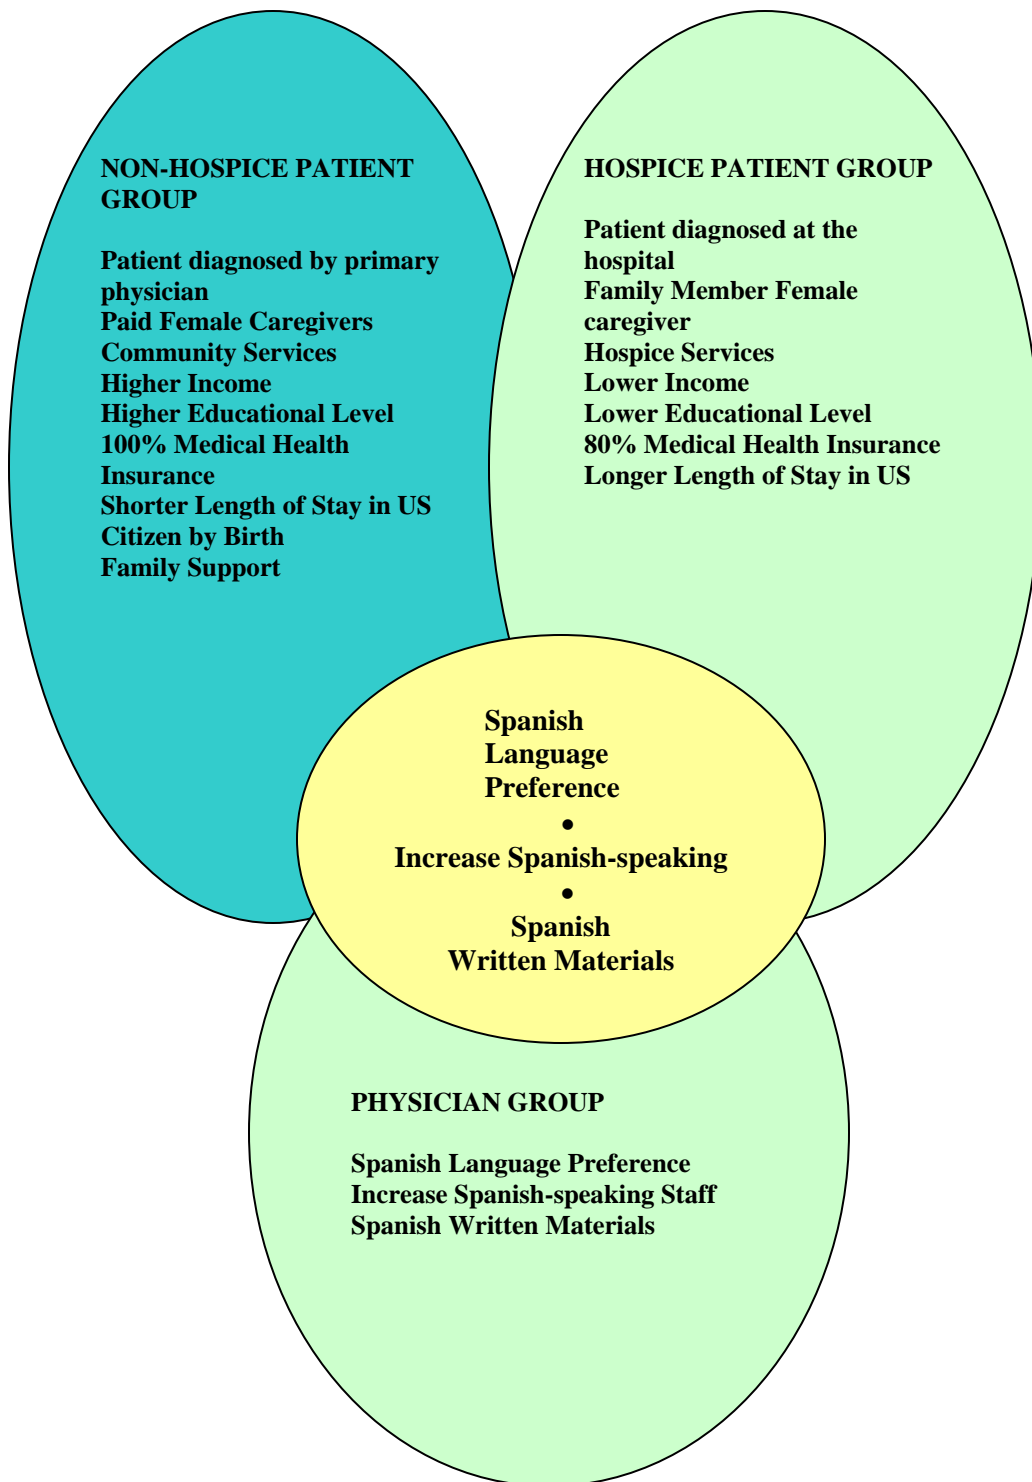 NON-HOSPICE PATIENT
GROUP
Patient diagnosed by primary
physician
Paid Female Caregivers
Community Services
Higher Income
Higher Educational Level
100% Medical Health
Insurance
Shorter Length of Stay in US
Citizen by Birth
Family Support
HOSPICE PATIENT GROUP
Patient diagnosed at the
hospital
Family Member Female
caregiver
Hospice Services
Lower Income
Lower Educational Level
80% Medical Health Insurance
Longer Length of Stay in US
Spanish
Language
Preference
•
Increase Spanish-speaking
•
Spanish
Written Materials
PHYSICIAN GROUP
Spanish Language Preference
Increase Spanish-speaking Staff
Spanish Written Materials